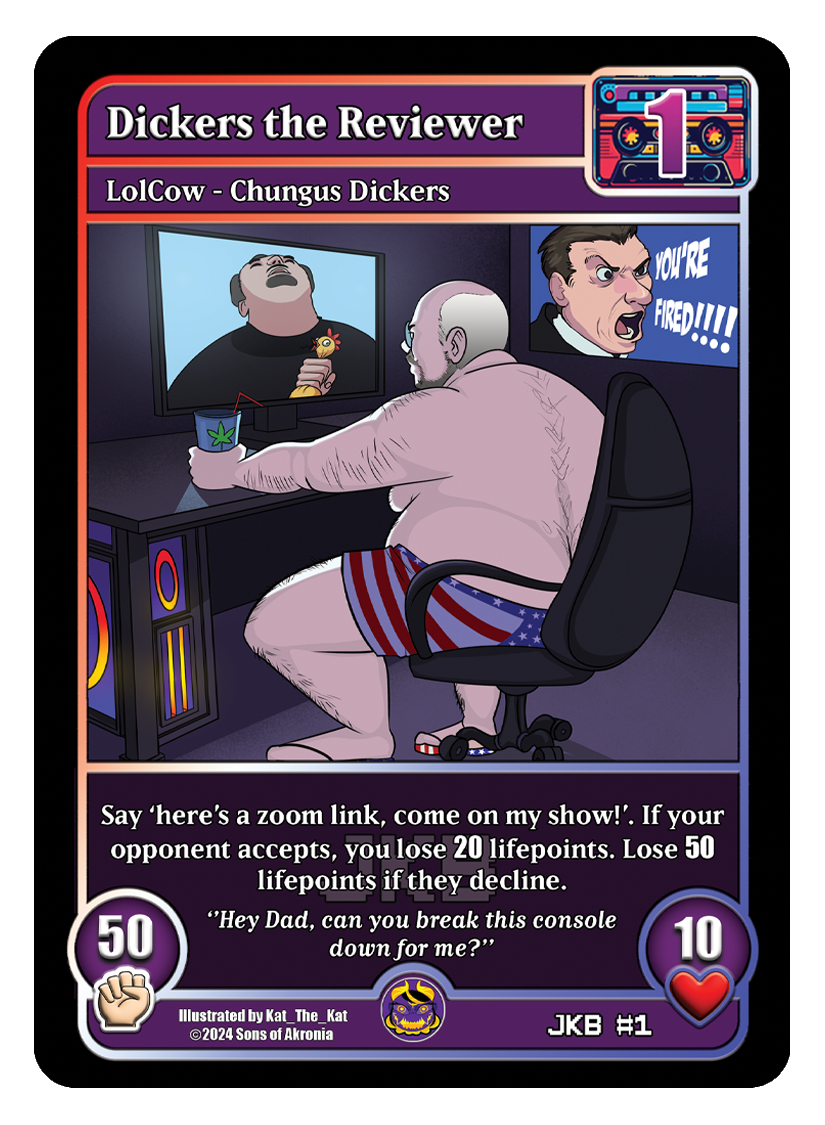 Dickers the Reviewer
1
LolCow - Chungus Dickers
YOU'RE
FIRED!!!!
Say ‘here's a zoom link, come on my show!’. If your
opponent accepts, you lose 20 lifepoints. Lose 50
lifepoints if they decline.
‘’Hey Dad, can you break this console
down for me?’’
50
10
Illustrated by Kat_The_Kat
©2024 Sons of Akronia
JKB #1
JKB